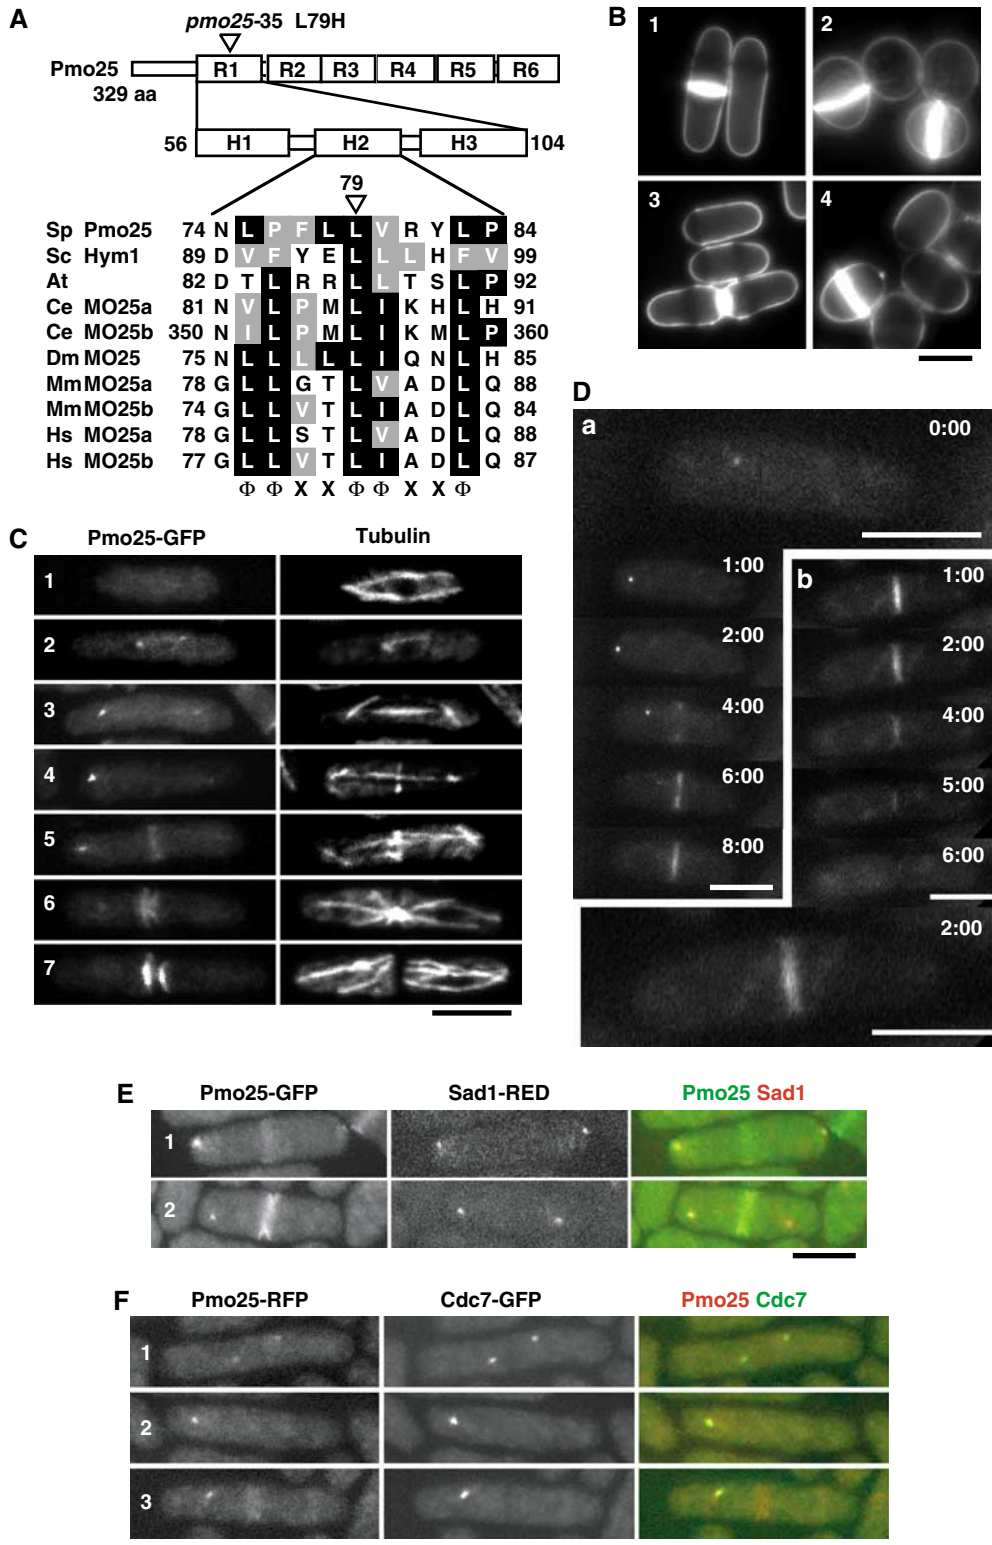 A
pmo25-35 L79H
Pmo25 R1 R2 R3 R4 R5 R6
329 aa
56 H1 H2 H3 104
79
Sp Pmo25 74 N L P F L L V R Y L P 84
Sc Hym1 89 D V F Y E L L L H F V 99
At 82 D T L R R L L T S L P 92
Ce MO25a 81 N V L P M L I K H L H 91
Ce MO25b 350 N I L P M L I K M L P 360
Dm MO25 75 N L L L L L I Q N L H 85
Mm MO25a 78 G L L G T L V A D L Q 88
Mm MO25b 74 G L L V T L I A D L Q 84
Hs MO25a 78 G L L S T L V A D L Q 88
Hs MO25b 77 G L L V T L I A D L Q 87
Φ Φ X X Φ Φ X X Φ
B
1 2
3 4
C
Pmo25-GFP Tubulin
1
2
3
4
5
6
7
D
a 0:00
1:00
2:00
4:00
6:00
8:00
b 1:00
2:00
4:00
5:00
6:00
2:00
E
Pmo25-GFP Sad1-RED Pmo25 Sad1
1
2
F
Pmo25-RFP Cdc7-GFP Pmo25 Cdc7
1
2
3